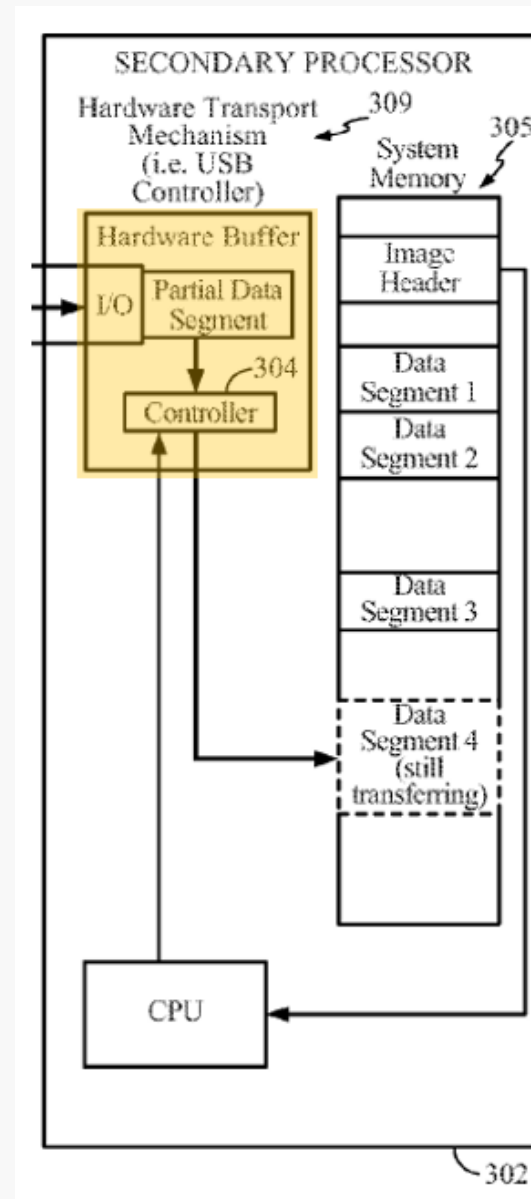 SECONDARY PROCESSOR
Hardware Transport
Mechanism
(i.e. USB
Controller)
309
System
Memory
305
Hardware Buffer
I/O
Partial Data
Segment
304
Controller
Image
Header
Data
Segment 1
Data
Segment 2
Data
Segment 3
Data
Segment 4
(still
transferring)
CPU
302